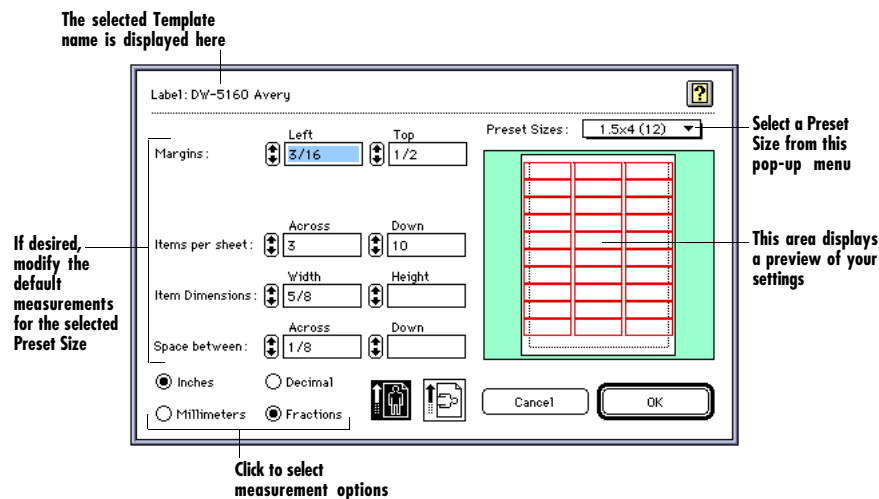 The selected Template
name is displayed here
Label: DW-5160 Avery
?
Left
Top
Preset Sizes:
1.5x4 (12)
Margins:
3/16
1/2
Select a Preset
Size from this
pop-up menu
Across
Down
Items per sheet:
3
10
Width
Height
Item Dimensions:
5/8
Across
Down
Space between:
1/8
If desired,
modify the
default
measurements
for the selected
Preset Size
This area displays
a preview of your
settings
Inches
Decimal
Millimeters
Fractions
Cancel
OK
Click to select
measurement options